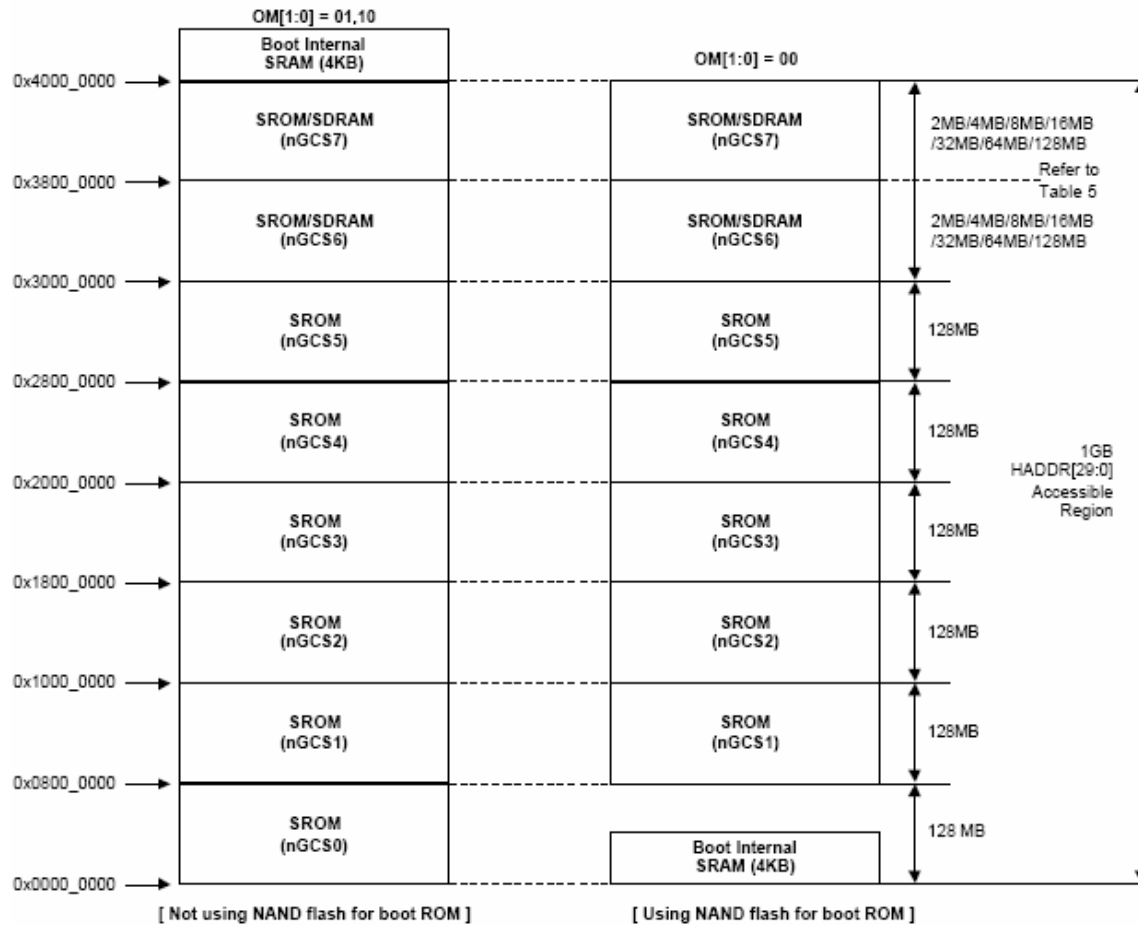 OM[1:0] = 01,10
Boot Internal
SRAM (4KB)
OM[1:0] = 00
0x4000_0000
SROM/SDRAM
(nGCS7)
SROM/SDRAM
(nGCS7)
2MB/4MB/8MB/16MB
/32MB/64MB/128MB
0x3800_0000
Refer to
Table 5
SROM/SDRAM
(nGCS6)
SROM/SDRAM
(nGCS6)
2MB/4MB/8MB/16MB
/32MB/64MB/128MB
0x3000_0000
SROM
(nGCS5)
SROM
(nGCS5)
128MB
0x2800_0000
SROM
(nGCS4)
SROM
(nGCS4)
128MB
1GB
HADDR[29:0]
Accessible
Region
0x2000_0000
SROM
(nGCS3)
SROM
(nGCS3)
128MB
0x1800_0000
SROM
(nGCS2)
SROM
(nGCS2)
128MB
0x1000_0000
SROM
(nGCS1)
SROM
(nGCS1)
128MB
0x0800_0000
SROM
(nGCS0)
Boot Internal
SRAM (4KB)
128 MB
0x0000_0000
[ Not using NAND flash for boot ROM ]
[ Using NAND flash for boot ROM ]